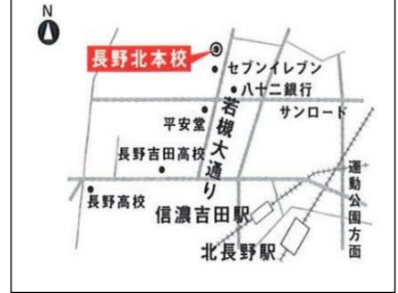 N
長野北本校
セブンイレブン
八十二銀行
サンロード
平安堂
若槻大通り
長野吉田高校
運動公園方面
長野高校
信濃吉田駅
北長野駅